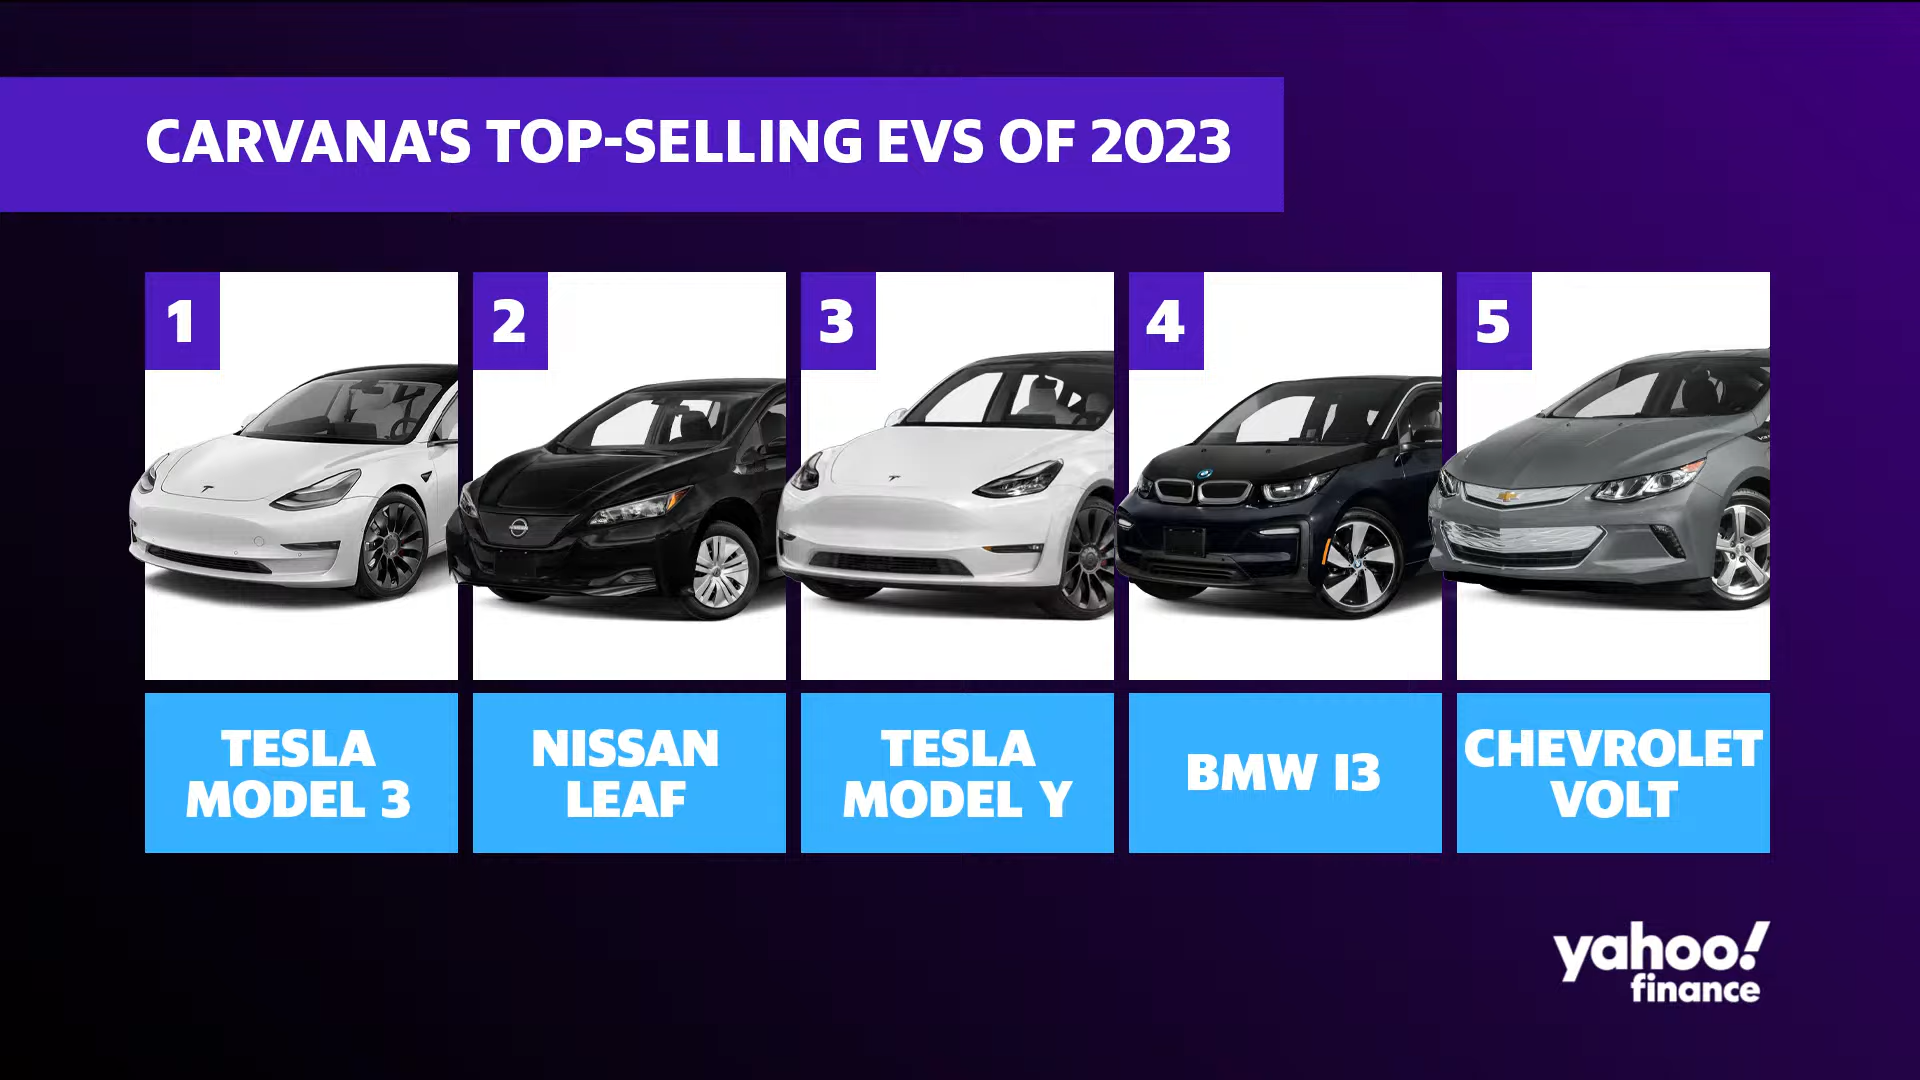 CARVANA'S TOP-SELLING EVS OF 2023
1
2
3
4
5
TESLA
MODEL 3
NISSAN
LEAF
TESLA
MODEL Y
BMW I3
CHEVROLET
VOLT
yahoo!
finance